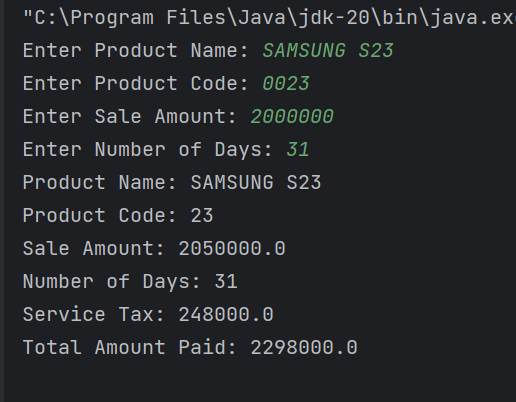 "C:\Program Files\Java\jdk-20\bin\java.ex
Enter Product Name: SAMSUNG S23
Enter Product Code: 0023
Enter Sale Amount: 2000000
Enter Number of Days: 31
Product Name: SAMSUNG S23
Product Code: 23
Sale Amount: 2050000.0
Number of Days: 31
Service Tax: 248000.0
Total Amount Paid: 2298000.0